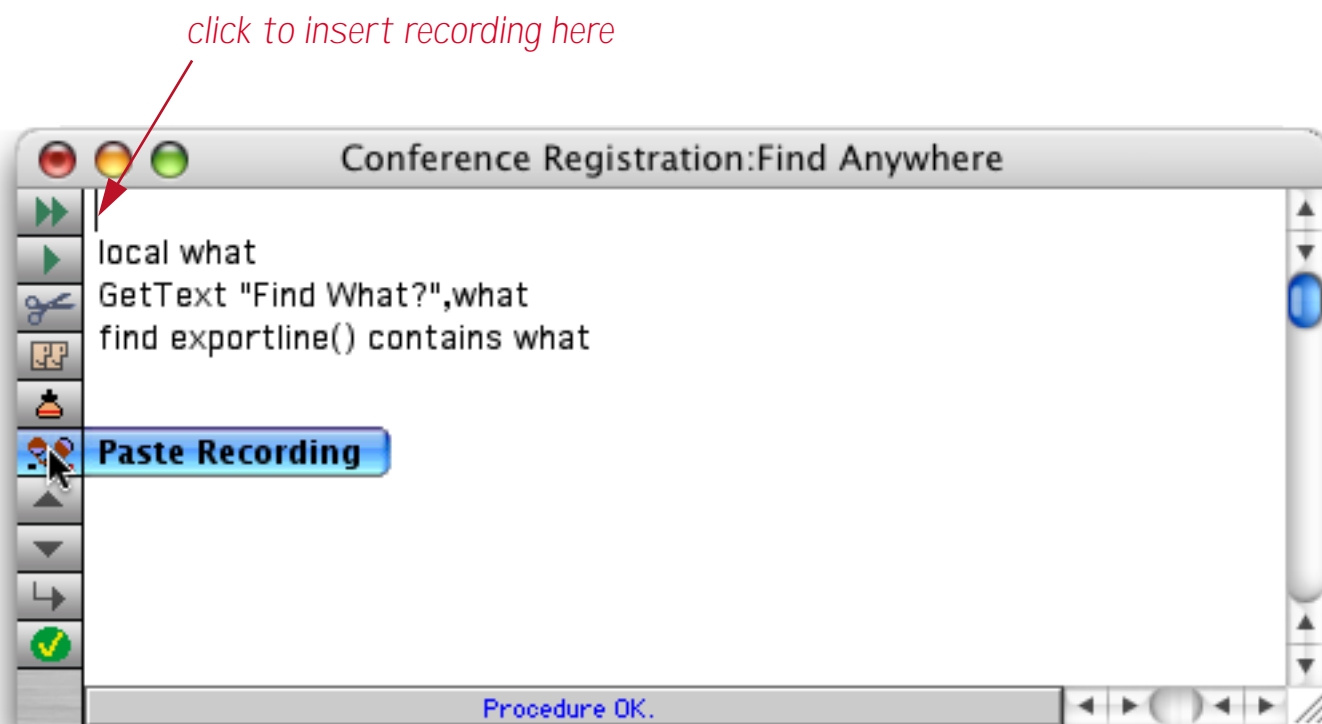 click to insert recording here
Conference Registration:Find Anywhere
local what
GetText "Find What?",what
find exportline() contains what
Paste Recording
Procedure OK.